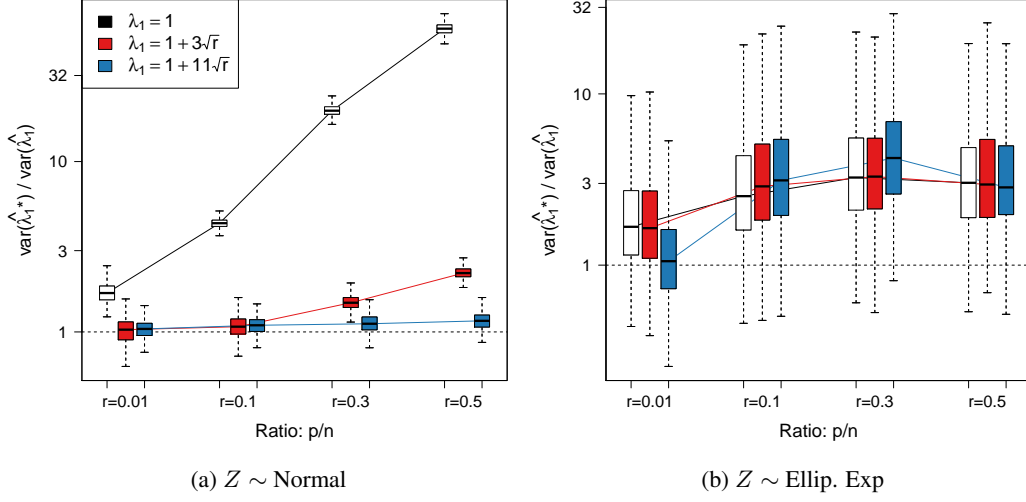 λ₁ = 1
λ₁ = 1 + 3√r
λ₁ = 1 + 11√r
var(λ̂₁*) / var(λ̂₁)
32
10
3
1
r=0.01
r=0.1
r=0.3
r=0.5
Ratio: p/n
(a) Z ∼ Normal
var(λ̂₁*) / var(λ̂₁)
32
10
3
1
r=0.01
r=0.1
r=0.3
r=0.5
Ratio: p/n
(b) Z ∼ Ellip. Exp